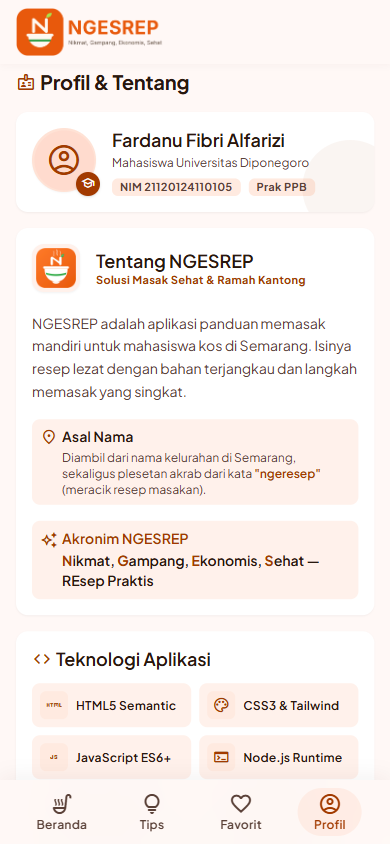 NGESREP
Nikmat, Gampang, Ekonomis, Sehat
Profil & Tentang
Fardanu Fibri Alfarizi
Mahasiswa Universitas Diponegoro
NIM 21120124110105 Prak PPB
Tentang NGESREP
Solusi Masak Sehat & Ramah Kantong
NGESREP adalah aplikasi panduan memasak
mandiri untuk mahasiswa kos di Semarang. Isinya
resep lezat dengan bahan terjangkau dan langkah
memasak yang singkat.
Asal Nama
Diambil dari nama kelurahan di Semarang,
sekaligus plesetan akrab dari kata "ngeresep"
(meracik resep masakan).
Akronim NGESREP
Nikmat, Gampang, Ekonomis, Sehat —
REsep Praktis
Teknologi Aplikasi
HTML HTML5 Semantic
CSS3 & Tailwind
JS JavaScript ES6+
Node.js Runtime
Beranda Tips Favorit Profil